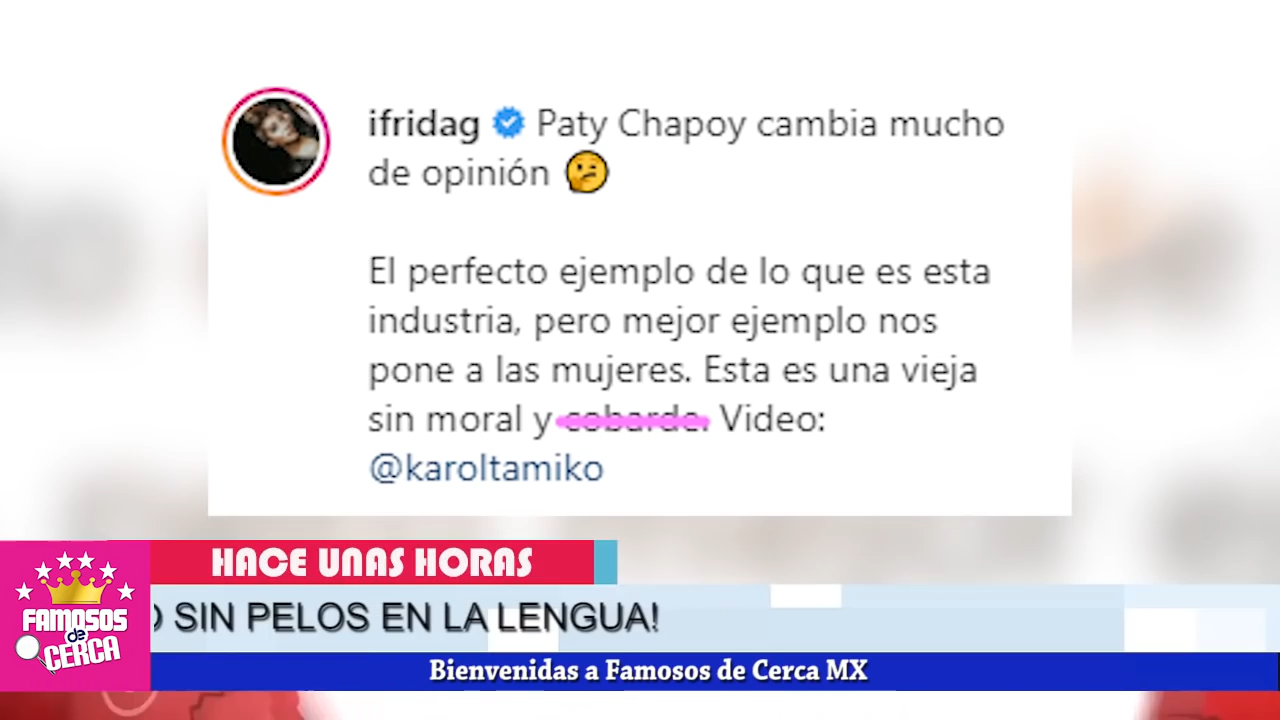 ifridag Paty Chapoy cambia mucho
de opinión 🤔
El perfecto ejemplo de lo que es esta
industria, pero mejor ejemplo nos
pone a las mujeres. Esta es una vieja
sin moral y cobarde. Video:
@karoltamiko
HACE UNAS HORAS
SIN PELOS EN LA LENGUA!
FAMOSOS
de
CERCA
Bienvenidas a Famosos de Cerca MX